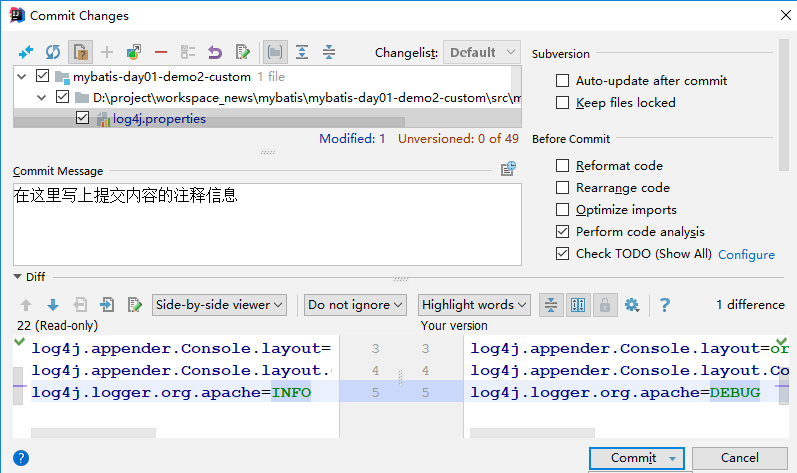 Commit Changes
Changelist: Default
mybatis-day01-demo2-custom 1 file
D:\project\workspace_news\mybatis\mybatis-day01-demo2-custom\src\m
log4j.properties
Modified: 1 Unversioned: 0 of 49
Commit Message
在这里写上提交内容的注释信息
Subversion
Auto-update after commit
Keep files locked
Before Commit
Reformat code
Rearrange code
Optimize imports
Perform code analysis
Check TODO (Show All) Configure
Diff
Side-by-side viewer Do not ignore Highlight words ? 1 difference
22 (Read-only) Your version
log4j.appender.Console.layout= 3 3 log4j.appender.Console.layout=or
log4j.appender.Console.layout. 4 4 log4j.appender.Console.layout.Co
log4j.logger.org.apache=INFO 5 5 log4j.logger.org.apache=DEBUG
? Commit Cancel